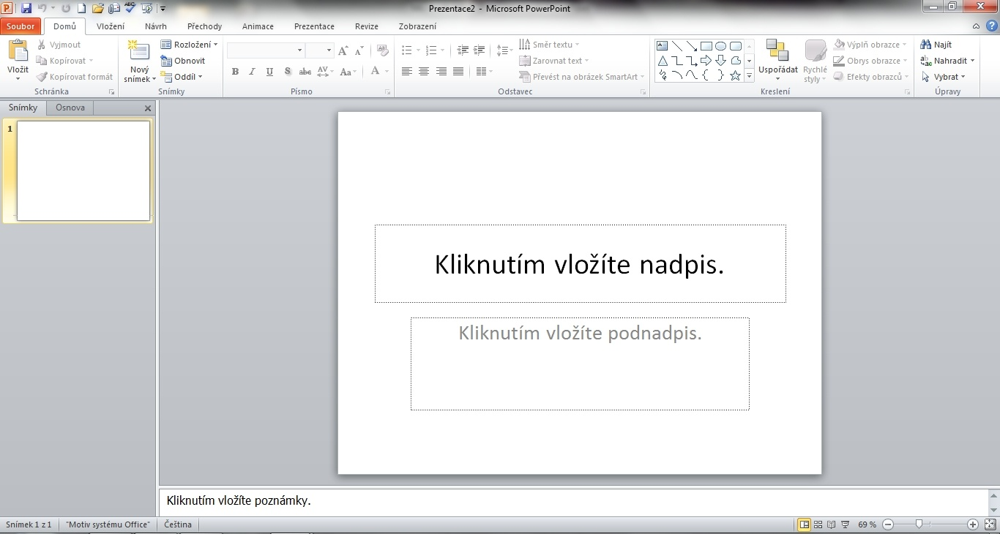 Prezentace2 - Microsoft PowerPoint
Soubor Domů Vložení Návrh Přechody Animace Prezentace Revize Zobrazení
Vložit
Vyjmout
Kopírovat
Kopírovat formát
Schránka
Nový snímek
Rozložení
Obnovit
Oddíl
Snímky
B I U S abc AV Aa A
Písmo
Směr textu
Zarovnat text
Převést na obrázek SmartArt
Odstavec
Uspořádat
Rychlé styly
Výplň obrazce
Obrys obrazce
Efekty obrazců
Kreslení
Najít
Nahradit
Vybrat
Úpravy
Snímky Osnova
1
Kliknutím vložíte nadpis.
Kliknutím vložíte podnadpis.
Kliknutím vložíte poznámky.
Snímek 1 z 1 "Motiv systému Office" Čeština 69 %